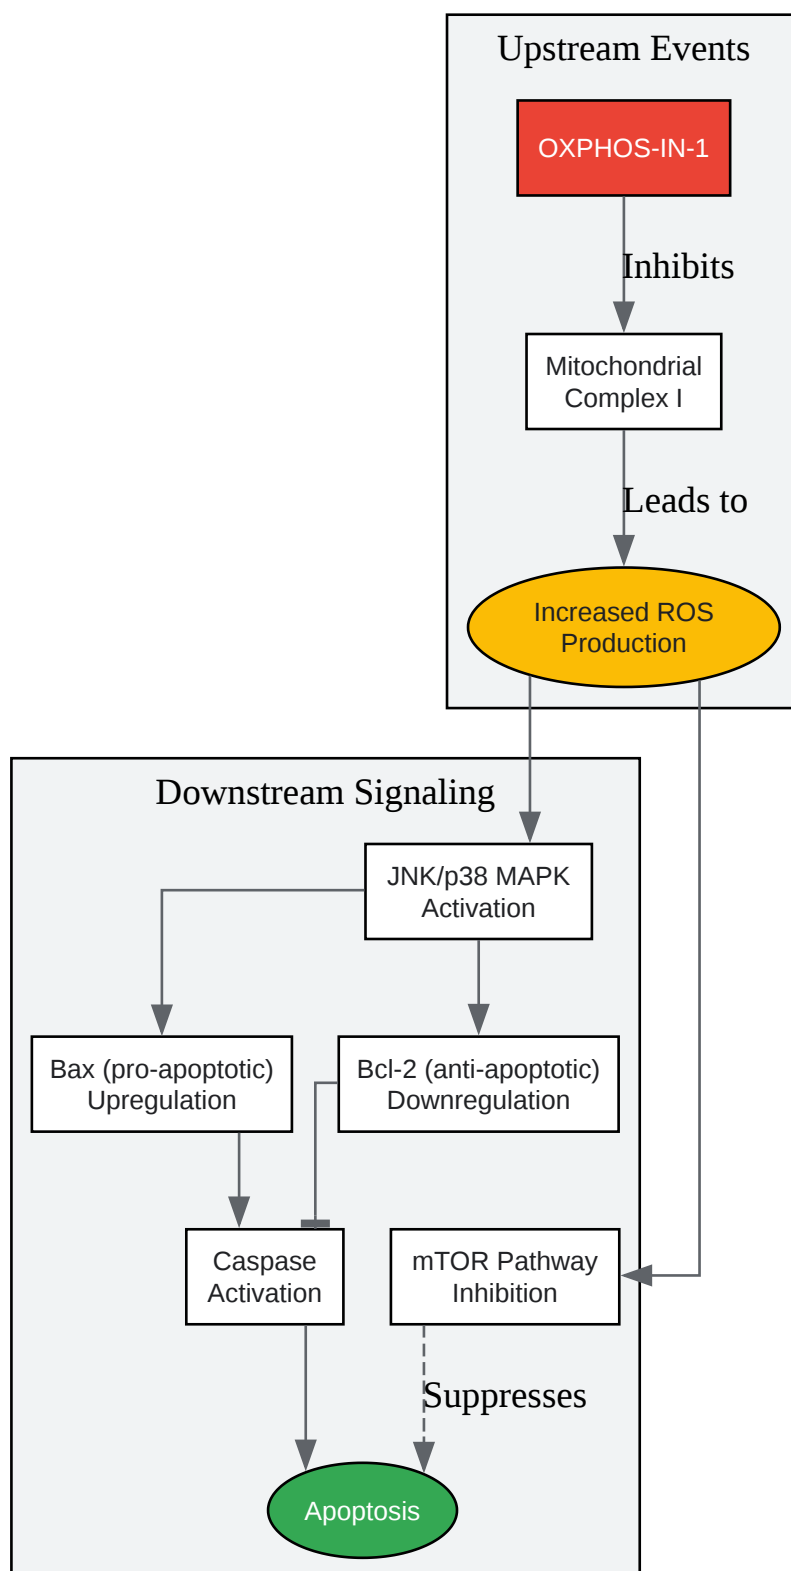 Upstream Events
OXPHOS-IN-1
Inhibits
Mitochondrial
Complex I
Leads to
Increased ROS
Production
Downstream Signaling
JNK/p38 MAPK
Activation
Bax (pro-apoptotic)
Upregulation
Bcl-2 (anti-apoptotic)
Downregulation
Caspase
Activation
mTOR Pathway
Inhibition
Suppresses
Apoptosis